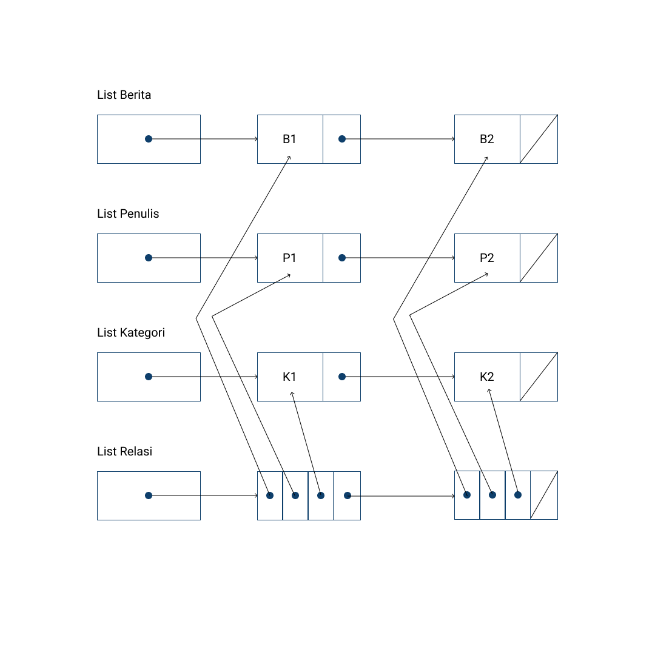 List Berita
B1
B2
List Penulis
P1
P2
List Kategori
K1
K2
List Relasi